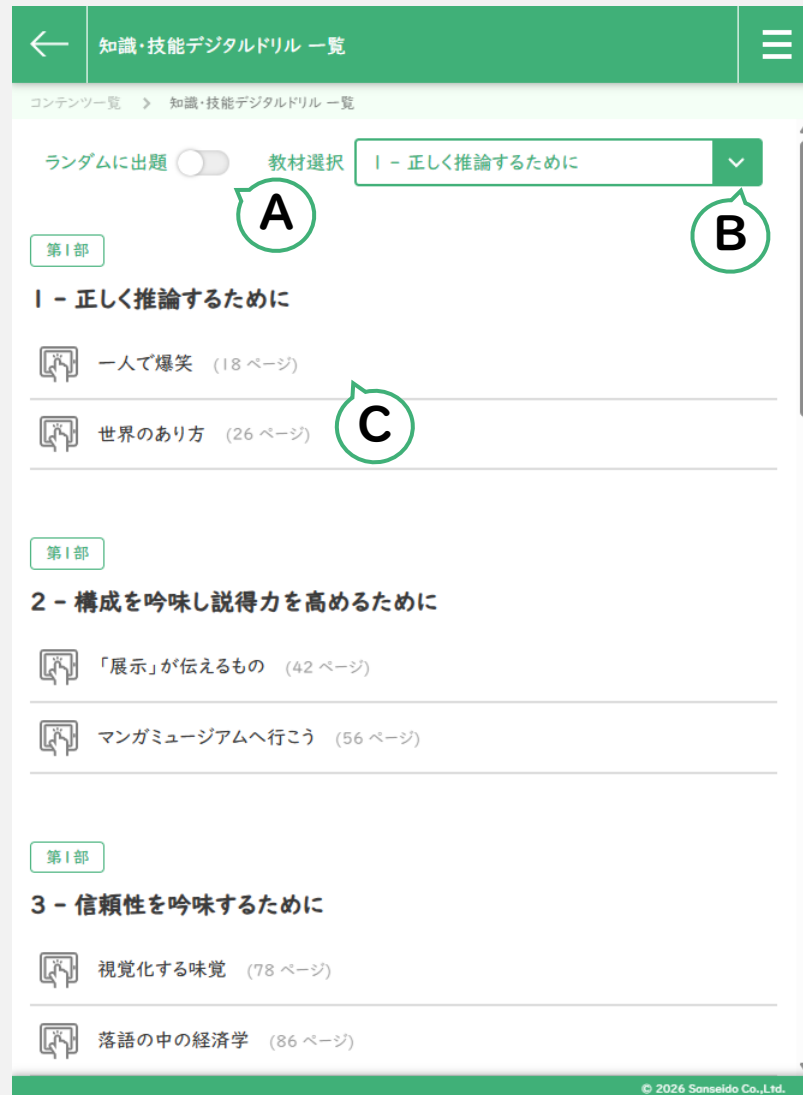 知識・技能デジタルドリル 一覧
コンテンツ一覧 > 知識・技能デジタルドリル 一覧
ランダムに出題 教材選択 1 - 正しく推論するために
A
B
第1部
1 - 正しく推論するために
一人で爆笑 (18 ページ)
C
世界のあり方 (26 ページ)
第1部
2 - 構成を吟味し説得力を高めるために
「展示」が伝えるもの (42 ページ)
マンガミュージアムへ行こう (56 ページ)
第1部
3 - 信頼性を吟味するために
視覚化する味覚 (78 ページ)
落語の中の経済学 (86 ページ)
© 2026 Sanseido Co.,Ltd.